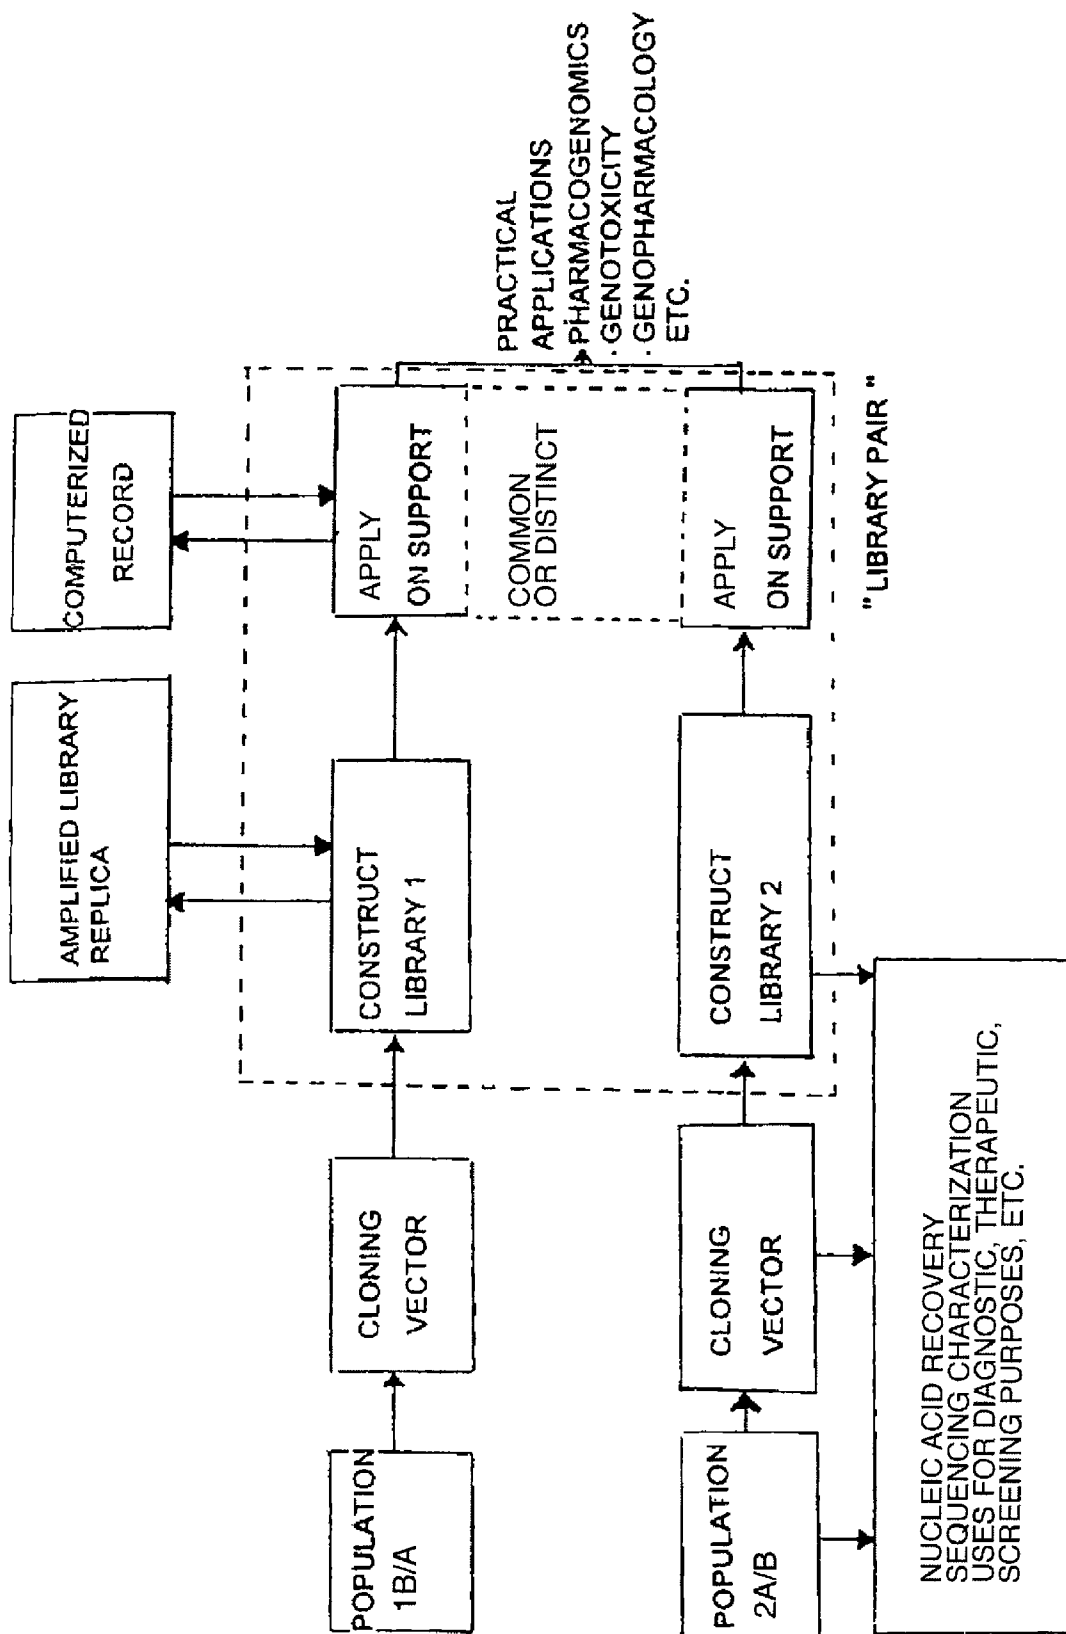 AMPLIFIED LIBRARY
REPLICA
COMPUTERIZED
RECORD
POPULATION
1B/A
CLONING
VECTOR
CONSTRUCT
LIBRARY 1
APPLY
ON SUPPORT
PRACTICAL
APPLICATIONS
PHARMACOGENOMICS
· GENOTOXICITY
· GENOPHARMACOLOGY
ETC.
COMMON
OR DISTINCT
POPULATION
2A/B
CLONING
VECTOR
CONSTRUCT
LIBRARY 2
APPLY
ON SUPPORT
"LIBRARY PAIR"
NUCLEIC ACID RECOVERY
SEQUENCING CHARACTERIZATION
USES FOR DIAGNOSTIC, THERAPEUTIC,
SCREENING PURPOSES, ETC.